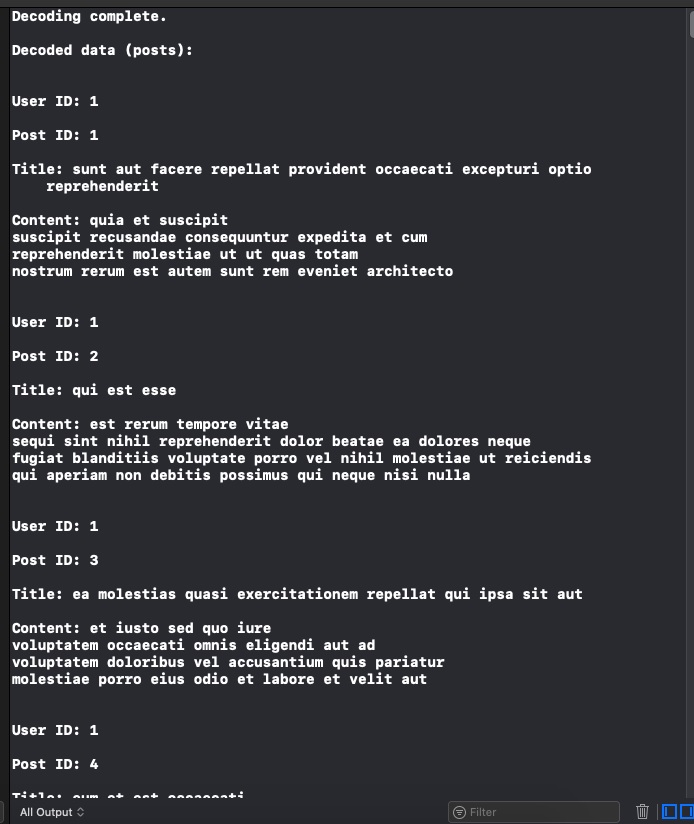 Decoding complete.
Decoded data (posts):
User ID: 1
Post ID: 1
Title: sunt aut facere repellat provident occaecati excepturi optio
reprehenderit
Content: quia et suscipit
suscipit recusandae consequuntur expedita et cum
reprehenderit molestiae ut ut quas totam
nostrum rerum est autem sunt rem eveniet architecto
User ID: 1
Post ID: 2
Title: qui est esse
Content: est rerum tempore vitae
sequi sint nihil reprehenderit dolor beatae ea dolores neque
fugiat blanditiis voluptate porro vel nihil molestiae ut reiciendis
qui aperiam non debitis possimus qui neque nisi nulla
User ID: 1
Post ID: 3
Title: ea molestias quasi exercitationem repellat qui ipsa sit aut
Content: et iusto sed quo iure
voluptatem occaecati omnis eligendi aut ad
voluptatem doloribus vel accusantium quis pariatur
molestiae porro eius odio et labore et velit aut
User ID: 1
Post ID: 4
Title: eum et est occaecati
All Output
Filter